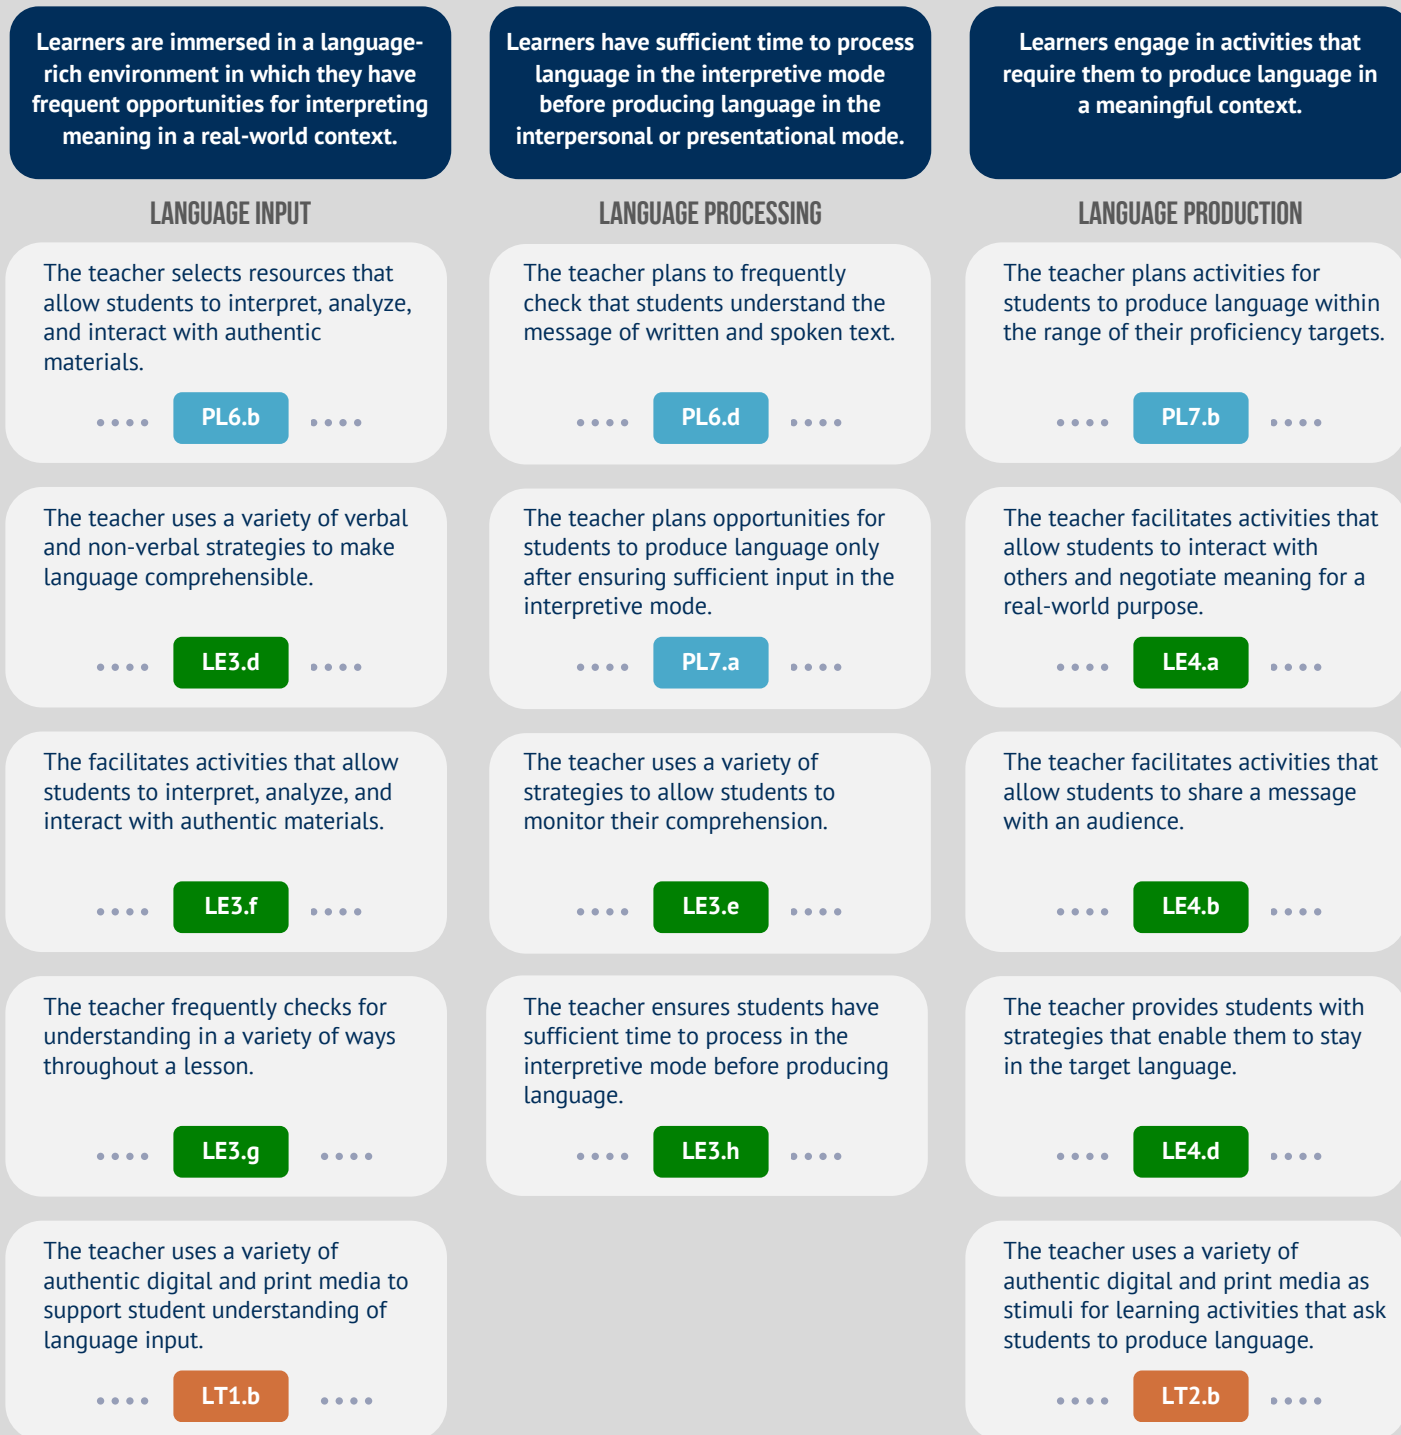 Learners are immersed in a language-
rich environment in which they have
frequent opportunities for interpreting
meaning in a real-world context.
LANGUAGE INPUT
The teacher selects resources that
allow students to interpret, analyze,
and interact with authentic
materials.
PL6.b
The teacher uses a variety of verbal
and non-verbal strategies to make
language comprehensible.
LE3.d
The facilitates activities that allow
students to interpret, analyze, and
interact with authentic materials.
LE3.f
The teacher frequently checks for
understanding in a variety of ways
throughout a lesson.
LE3.g
The teacher uses a variety of
authentic digital and print media to
support student understanding of
language input.
LT1.b
Learners have sufficient time to process
language in the interpretive mode
before producing language in the
interpersonal or presentational mode.
LANGUAGE PROCESSING
The teacher plans to frequently
check that students understand the
message of written and spoken text.
PL6.d
The teacher plans opportunities for
students to produce language only
after ensuring sufficient input in the
interpretive mode.
PL7.a
The teacher uses a variety of
strategies to allow students to
monitor their comprehension.
LE3.e
The teacher ensures students have
sufficient time to process in the
interpretive mode before producing
language.
LE3.h
Learners engage in activities that
require them to produce language in
a meaningful context.
LANGUAGE PRODUCTION
The teacher plans activities for
students to produce language within
the range of their proficiency targets.
PL7.b
The teacher facilitates activities that
allow students to interact with
others and negotiate meaning for a
real-world purpose.
LE4.a
The teacher facilitates activities that
allow students to share a message
with an audience.
LE4.b
The teacher provides students with
strategies that enable them to stay
in the target language.
LE4.d
The teacher uses a variety of
authentic digital and print media as
stimuli for learning activities that ask
students to produce language.
LT2.b